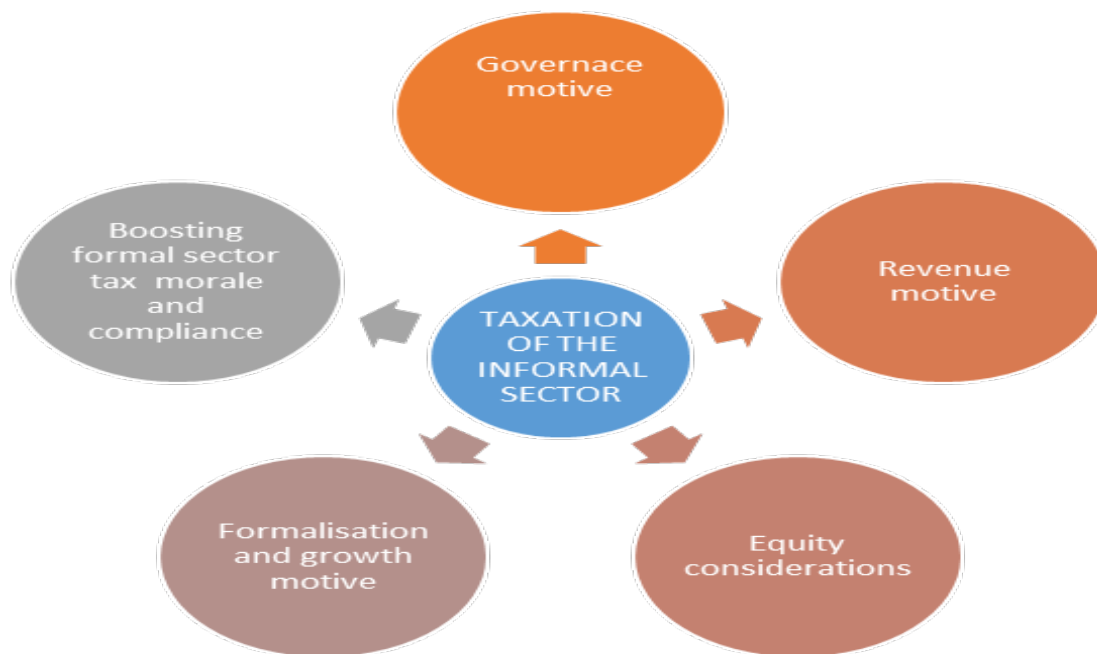 Governace
motive
Boosting
formal sector
tax morale
and
compliance
Revenue
motive
TAXATION
OF THE
INFORMAL
SECTOR
Formalisation
and growth
motive
Equity
considerations